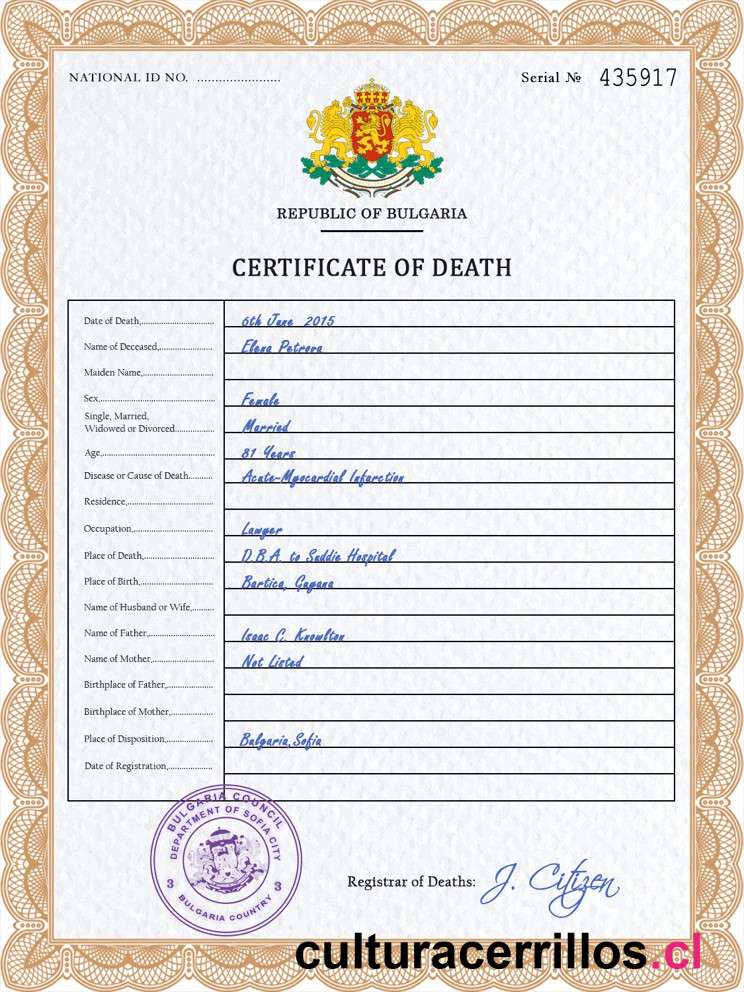 NATIONAL ID NO. ........................ Serial № 435917
REPUBLIC OF BULGARIA
CERTIFICATE OF DEATH
Date of Death,................................ 6th June 2015
Name of Deceased,....................... Elena Petrova
Maiden Name,..............................
Sex,................................................. Female
Single, Married,
Widowed or Divorced................. Married
Age,................................................ 81 Years
Disease or Cause of Death.......... Acute-Myocardial Infarction
Residence,.....................................
Occupation,.................................. Lawyer
Place of Death,.............................. D.B.A. to Suddie Hospital
Place of Birth,............................... Bartica, Guyana
Name of Husband or Wife,.........
Name of Father,............................ Isaac C. Knowlton
Name of Mother,.......................... Not Listed
Birthplace of Father,....................
Birthplace of Mother,..................
Place of Disposition,.................... Bulgaria,Sofia
Date of Registration,...................
BULGARIA COUNCIL
DEPARTMENT OF SOFIA CITY
3 3
BULGARIA COUNTRY
Registrar of Deaths: J. Citizen
culturacerrillos.cl